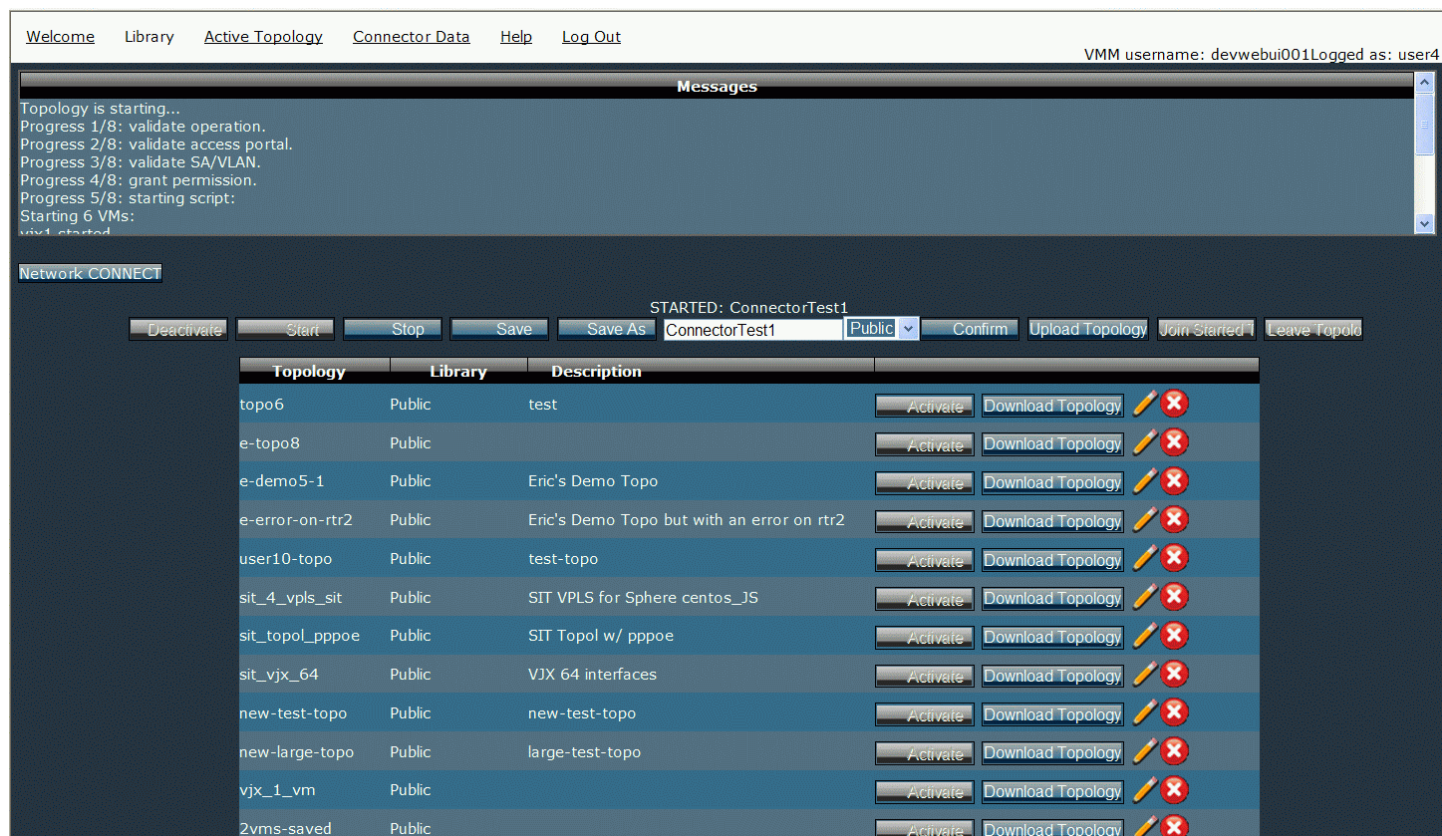 Welcome Library Active Topology Connector Data Help Log Out
VMM username: devwebui001Logged as: user4
Messages
Topology is starting...
Progress 1/8: validate operation.
Progress 2/8: validate access portal.
Progress 3/8: validate SA/VLAN.
Progress 4/8: grant permission.
Progress 5/8: starting script:
Starting 6 VMs:
vjx1 started
Network CONNECT
STARTED: ConnectorTest1
Deactivate Start Stop Save Save As ConnectorTest1 Public Confirm Upload Topology Join Started T Leave Topolo
Topology Library Description
topo6 Public test Activate Download Topology
e-topo8 Public Activate Download Topology
e-demo5-1 Public Eric's Demo Topo Activate Download Topology
e-error-on-rtr2 Public Eric's Demo Topo but with an error on rtr2 Activate Download Topology
user10-topo Public test-topo Activate Download Topology
sit_4_vpls_sit Public SIT VPLS for Sphere centos_JS Activate Download Topology
sit_topol_pppoe Public SIT Topol w/ pppoe Activate Download Topology
sit_vjx_64 Public VJX 64 interfaces Activate Download Topology
new-test-topo Public new-test-topo Activate Download Topology
new-large-topo Public large-test-topo Activate Download Topology
vjx_1_vm Public Activate Download Topology
2vms-saved Public Activate Download Topology